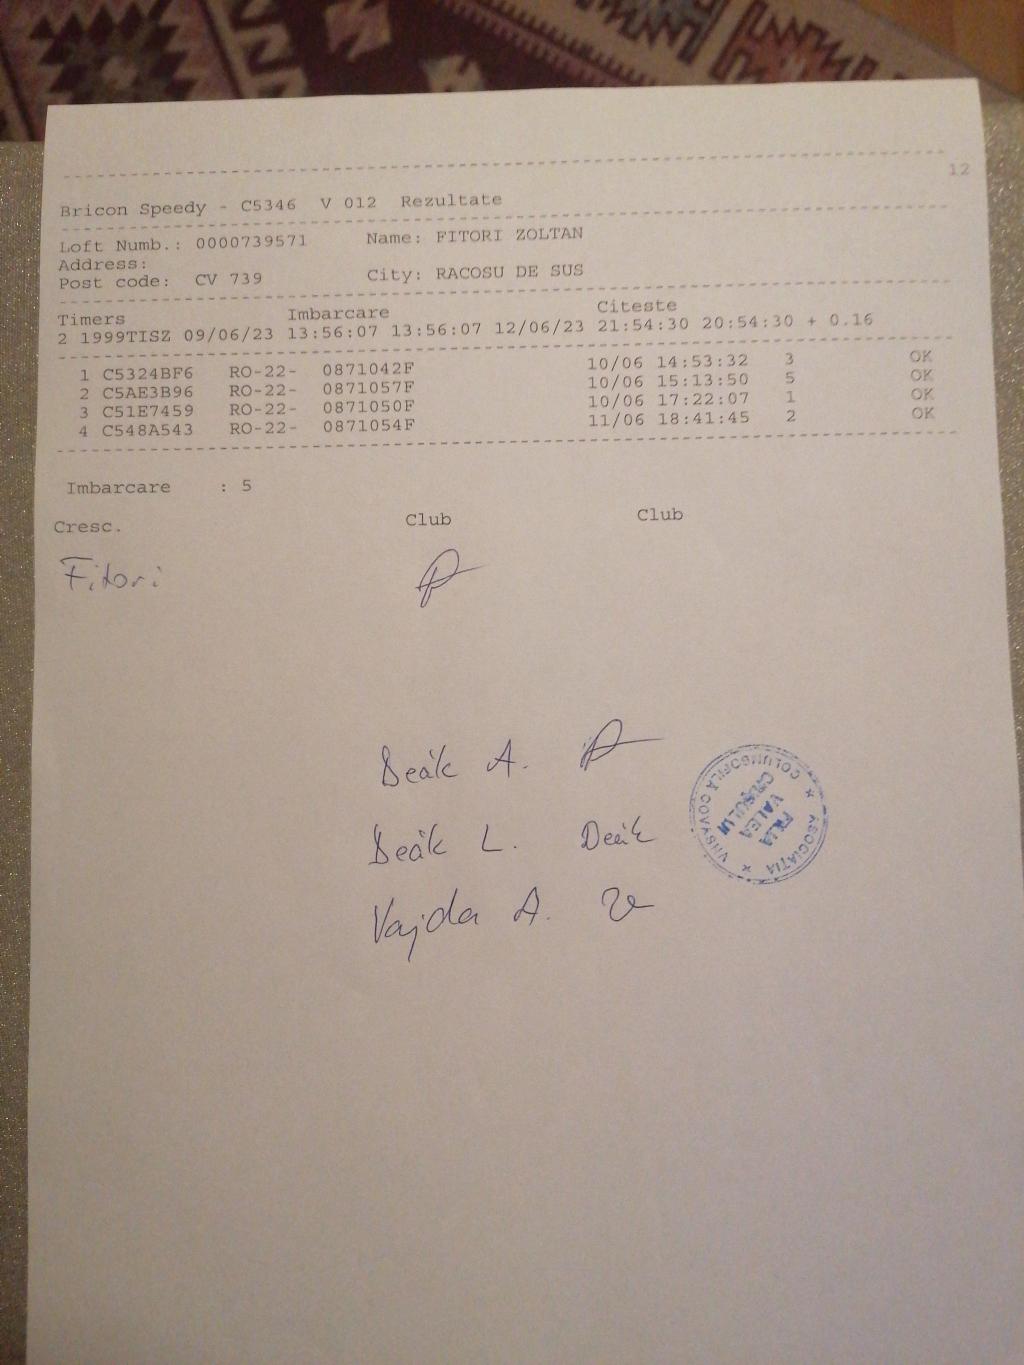 12
Bricon Speedy - C5346 V 012 Rezultate
Loft Numb.: 0000739571 Name: FITORI ZOLTAN
Address:
Post code: CV 739 City: RACOSU DE SUS
Timers Imbarcare Citeste
2 1999TISZ 09/06/23 13:56:07 13:56:07 12/06/23 21:54:30 20:54:30 + 0.16
1 C5324BF6 RO-22- 0871042F 10/06 14:53:32 3 OK
2 C5AE3B96 RO-22- 0871057F 10/06 15:13:50 5 OK
3 C51E7459 RO-22- 0871050F 10/06 17:22:07 1 OK
4 C548A543 RO-22- 0871054F 11/06 18:41:45 2 OK
Imbarcare : 5
Cresc. Club Club
Fitori
Deák A.
Deák L. Deák
Vajda A.
ASOCIAȚIA COLUMBOFILĂ COVASNA
FILIA
VALEA
CRIȘULUI